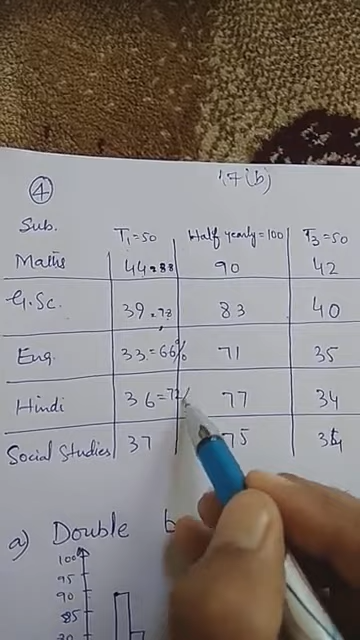 ④ 17(b)
Sub. T₁=50 Half yearly=100 T₃=50
Maths 44=88 90 42
G.Sc. 39=78 83 40
Eng. 33=66% 71 35
Hindi 36=72% 77 34
Social Studies 37 75 34
a) Double b
100
95
90
85